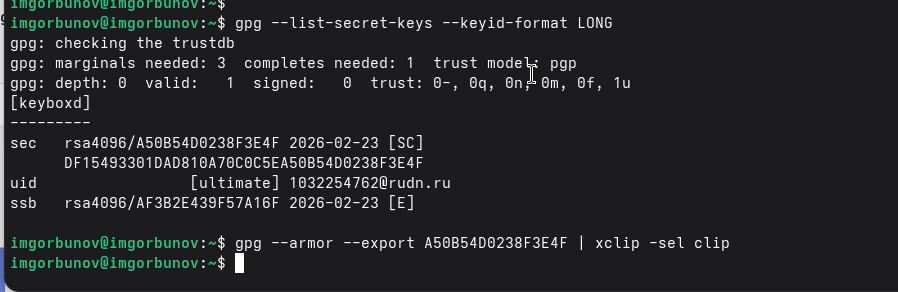 imgorbunov@imgorbunov:~$
imgorbunov@imgorbunov:~$ gpg --list-secret-keys --keyid-format LONG
gpg: checking the trustdb
gpg: marginals needed: 3  completes needed: 1  trust model: pgp
gpg: depth: 0  valid:   1  signed:   0  trust: 0-, 0q, 0n, 0m, 0f, 1u
[keyboxd]
---------
sec   rsa4096/A50B54D0238F3E4F 2026-02-23 [SC]
      DF15493301DAD810A70C0C5EA50B54D0238F3E4F
uid                 [ultimate] 1032254762@rudn.ru
ssb   rsa4096/AF3B2E439F57A16F 2026-02-23 [E]
imgorbunov@imgorbunov:~$ gpg --armor --export A50B54D0238F3E4F | xclip -sel clip
imgorbunov@imgorbunov:~$